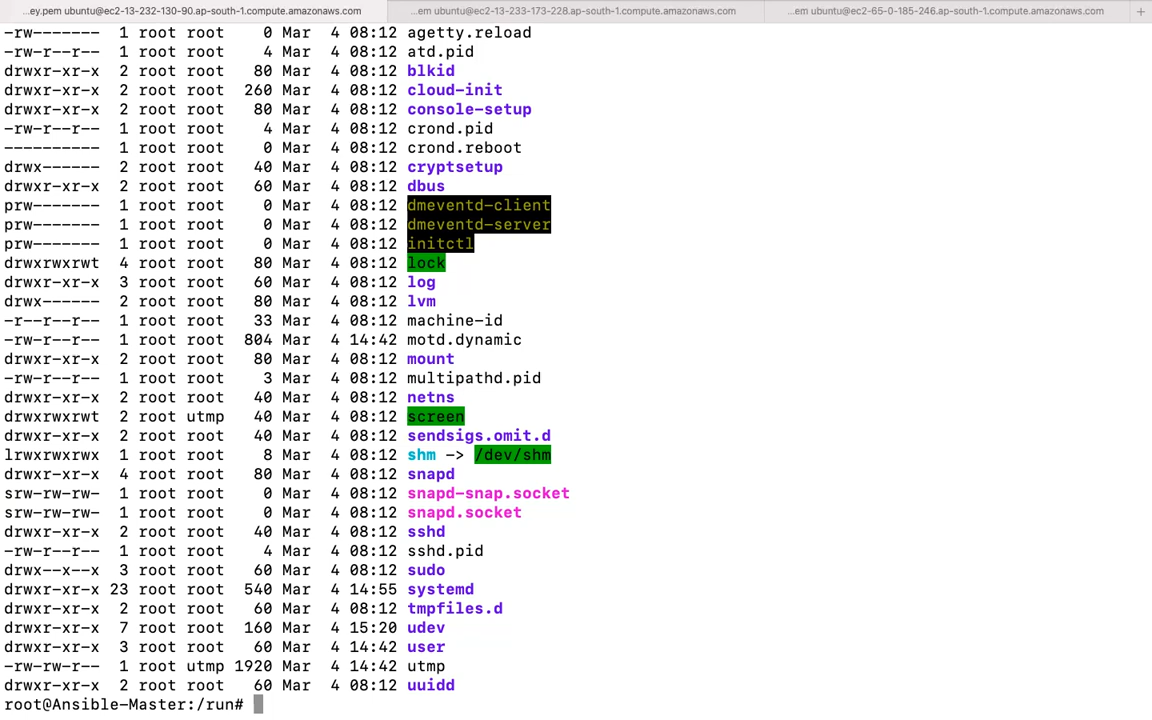 ...ey.pem ubuntu@ec2-13-232-130-90.ap-south-1.compute.amazonaws.com
...em ubuntu@ec2-13-233-173-228.ap-south-1.compute.amazonaws.com
...em ubuntu@ec2-65-0-185-246.ap-south-1.compute.amazonaws.com
+
-rw------- 1 root root 0 Mar 4 08:12 agetty.reload
-rw-r--r-- 1 root root 4 Mar 4 08:12 atd.pid
drwxr-xr-x 2 root root 80 Mar 4 08:12 blkid
drwxr-xr-x 2 root root 260 Mar 4 08:12 cloud-init
drwxr-xr-x 2 root root 80 Mar 4 08:12 console-setup
-rw-r--r-- 1 root root 4 Mar 4 08:12 crond.pid
---------- 1 root root 0 Mar 4 08:12 crond.reboot
drwx------ 2 root root 40 Mar 4 08:12 cryptsetup
drwxr-xr-x 2 root root 60 Mar 4 08:12 dbus
prw------- 1 root root 0 Mar 4 08:12 dmeventd-client
prw------- 1 root root 0 Mar 4 08:12 dmeventd-server
prw------- 1 root root 0 Mar 4 08:12 initctl
drwxrwxrwt 4 root root 80 Mar 4 08:12 lock
drwxr-xr-x 3 root root 60 Mar 4 08:12 log
drwx------ 2 root root 80 Mar 4 08:12 lvm
-r--r--r-- 1 root root 33 Mar 4 08:12 machine-id
-rw-r--r-- 1 root root 804 Mar 4 14:42 motd.dynamic
drwxr-xr-x 2 root root 80 Mar 4 08:12 mount
-rw-r--r-- 1 root root 3 Mar 4 08:12 multipathd.pid
drwxr-xr-x 2 root root 40 Mar 4 08:12 netns
drwxrwxrwt 2 root utmp 40 Mar 4 08:12 screen
drwxr-xr-x 2 root root 40 Mar 4 08:12 sendsigs.omit.d
lrwxrwxrwx 1 root root 8 Mar 4 08:12 shm -> /dev/shm
drwxr-xr-x 4 root root 80 Mar 4 08:12 snapd
srw-rw-rw- 1 root root 0 Mar 4 08:12 snapd-snap.socket
srw-rw-rw- 1 root root 0 Mar 4 08:12 snapd.socket
drwxr-xr-x 2 root root 40 Mar 4 08:12 sshd
-rw-r--r-- 1 root root 4 Mar 4 08:12 sshd.pid
drwx--x--x 3 root root 60 Mar 4 08:12 sudo
drwxr-xr-x 23 root root 540 Mar 4 14:55 systemd
drwxr-xr-x 2 root root 60 Mar 4 08:12 tmpfiles.d
drwxr-xr-x 7 root root 160 Mar 4 15:20 udev
drwxr-xr-x 3 root root 60 Mar 4 14:42 user
-rw-rw-r-- 1 root utmp 1920 Mar 4 14:42 utmp
drwxr-xr-x 2 root root 60 Mar 4 08:12 uuidd
root@Ansible-Master:/run#